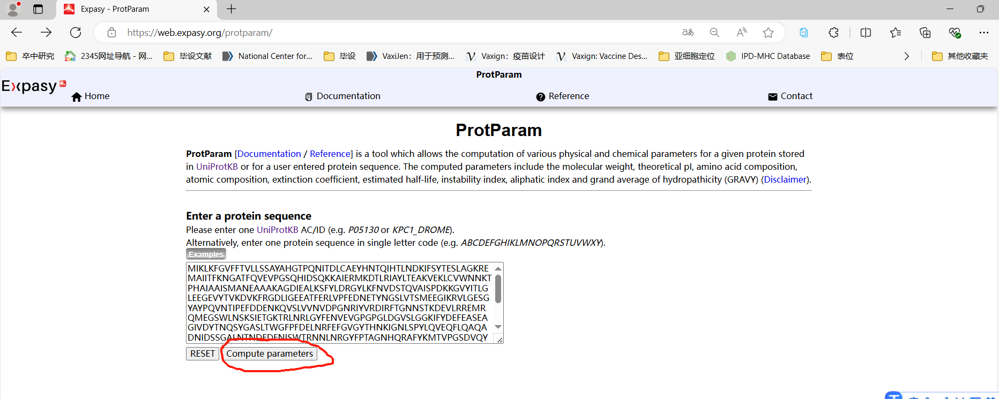 Expasy - ProtParam
https://web.expasy.org/protparam/
卒中研究 2345网址导航 - 网... 毕设文献 National Center for... 毕设 VaxiJen：用于预测... Vaxign：疫苗设计 Vaxign: Vaccine Des... 亚细胞定位 IPD-MHC Database 表位 其他收藏夹
ProtParam
Expasy
Home Documentation Reference Contact
ProtParam
ProtParam [Documentation / Reference] is a tool which allows the computation of various physical and chemical parameters for a given protein stored
in UniProtKB or for a user entered protein sequence. The computed parameters include the molecular weight, theoretical pI, amino acid composition,
atomic composition, extinction coefficient, estimated half-life, instability index, aliphatic index and grand average of hydropathicity (GRAVY) (Disclaimer).
Enter a protein sequence
Please enter one UniProtKB AC/ID (e.g. P05130 or KPC1_DROME).
Alternatively, enter one protein sequence in single letter code (e.g. ABCDEFGHIKLMNOPQRSTUVWXY).
Examples
MIKLKFGVFFTVLLSSAYAHGTPQNITDLCAEYHNTQIHTLNDKIFSYTESLAGKRE
MAIITFKNGATFQVEVPGSQHIDSQKKAIERMKDTLRIAYLTEAKVEKLCVWNNKT
PHAIAAISMANEAAAKAGDIEALKSFYLDRGYLKFNVDSTQVAISPDKKGVYITLG
LEEGEVYTVKDVKFRGDLIGEEATFERLVPFEDNETYNGSLVTSMEEGIKRVLGESG
YAYPQVNTIPEFDDENKQVSLVVNVDPGNRIYVRDIRFTGNNSTKDEVLRREMR
QMEGSWLNSKSIETGKTRLNRLGYFENVEVGPGPGLDGVSLGGKIFYDEFEASEA
GIVDYTNQSYGASLTWGFPFDELNRFEFGVGYTHNKIGNLSPYLQVEQFLQAQA
DNIDSSGALNTNDFDFNISWTRNNLNRGYFPTAGNHQRAFYKMTVPGSDVQY
RESET Compute parameters